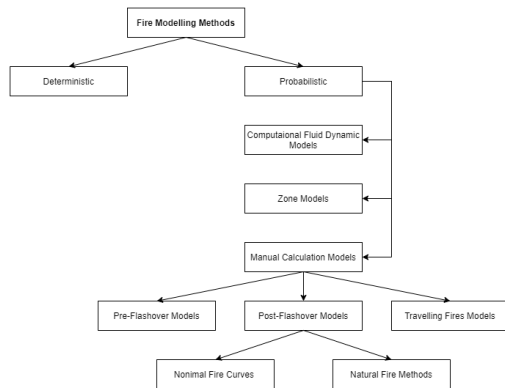 Fire Modelling Methods
Deterministic
Probabilistic
Computaional Fluid Dynamic
Models
Zone Models
Manual Calculation Models
Pre-Flashover Models
Post-Flashover Models
Travelling Fires Models
Nonimal Fire Curves
Natural Fire Methods